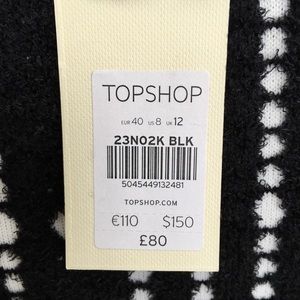 TOPSHOP
EUR 40 US 8 UK 12
23N02K BLK
5045449132481
TOPSHOP.COM
€110 $150
£80